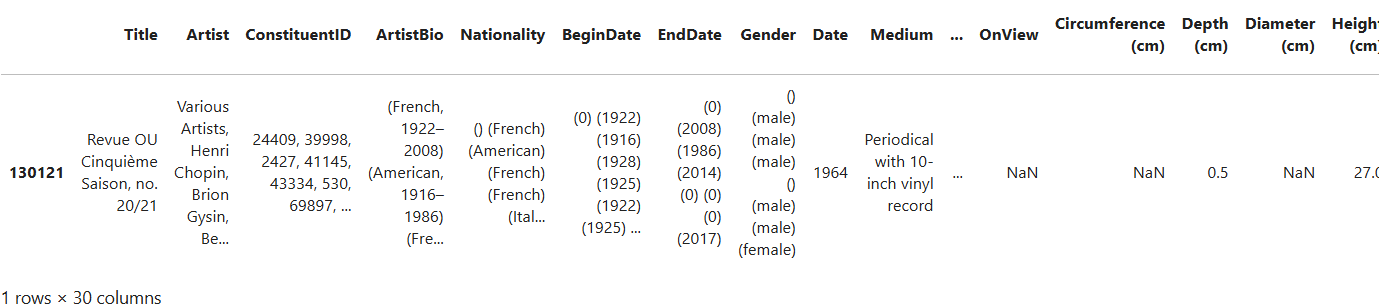 Title Artist ConstituentID ArtistBio Nationality BeginDate EndDate Gender Date Medium ... OnView Circumference (cm) Depth (cm) Diameter (cm) Height (cm)
130121
Revue OU
Cinquième
Saison, no.
20/21
Various
Artists,
Henri
Chopin,
Brion
Gysin,
Be...
24409, 39998,
2427, 41145,
43334, 530,
69897, ...
(French,
1922–
2008)
(American,
1916–
1986)
(Fre...
() (French)
(American)
(French)
(French)
(Ital...
(0) (1922)
(1916)
(1928)
(1925)
(1922)
(1925) ...
(0)
(2008)
(1986)
(2014)
(0) (0)
(0)
(2017)
()
(male)
(male)
(male)
()
(male)
(male)
(female)
1964
Periodical
with 10-
inch vinyl
record
...
NaN
NaN
0.5
NaN
27.0
1 rows × 30 columns